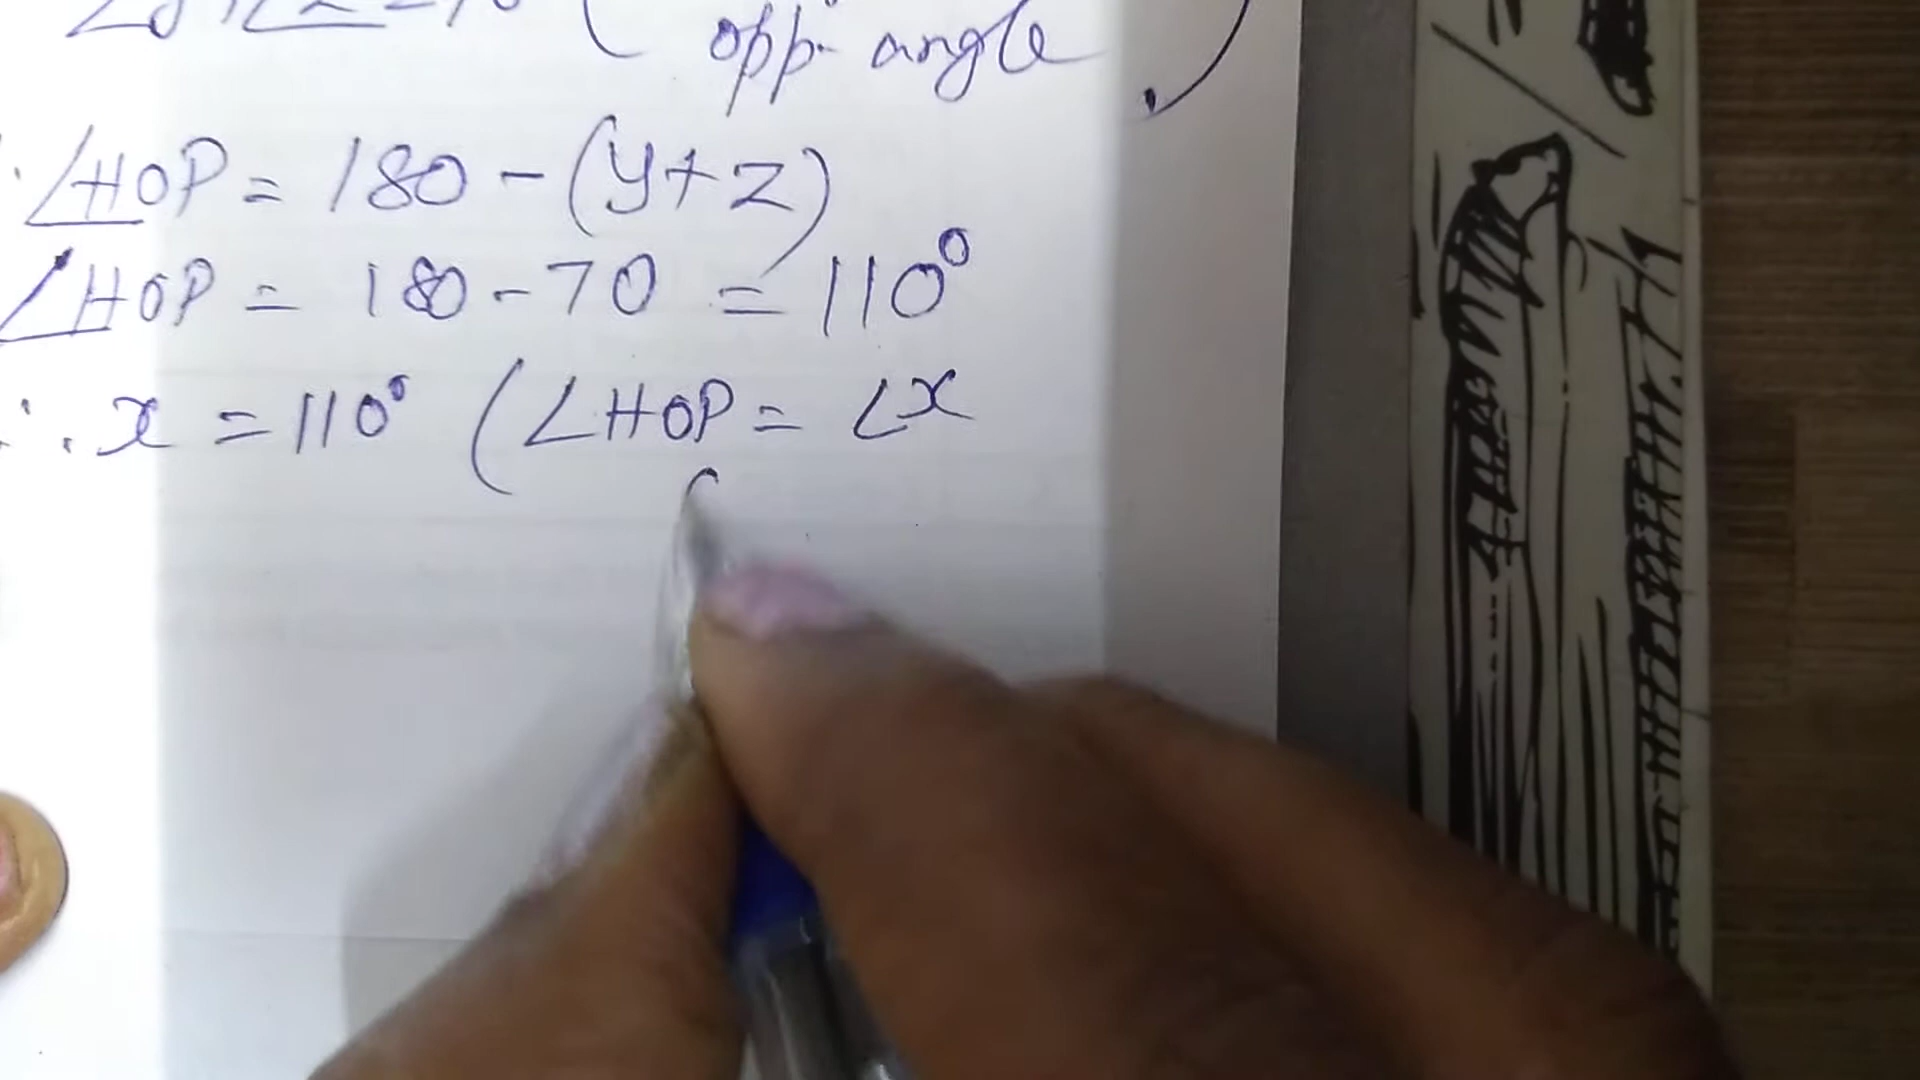 opp. angle )
∴ ∠HOP = 180 - (y+z)
∠HOP = 180 - 70 = 110°
∴ x = 110° (∠HOP = ∠x
(